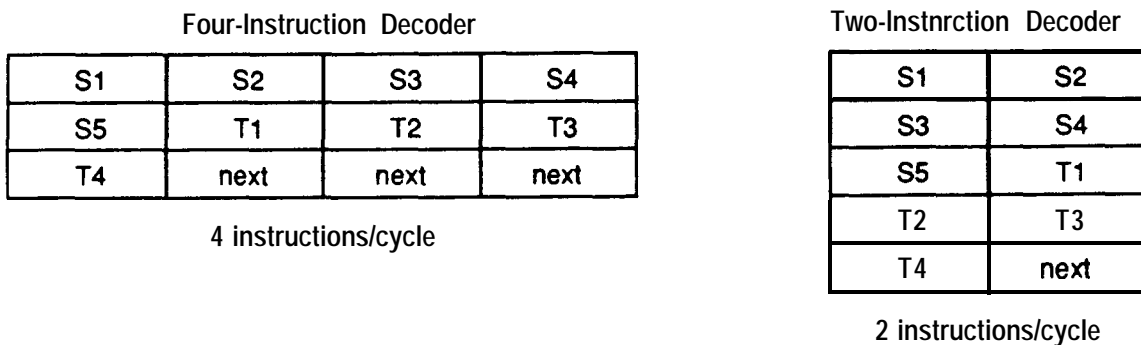 Four-Instruction Decoder
S1 S2 S3 S4
S5 T1 T2 T3
T4 next next next
4 instructions/cycle
Two-Instnrction Decoder
S1 S2
S3 S4
S5 T1
T2 T3
T4 next
2 instructions/cycle